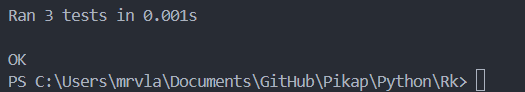 Ran 3 tests in 0.001s
OK
PS C:\Users\mrvla\Documents\GitHub\Pikap\Python\Rk>